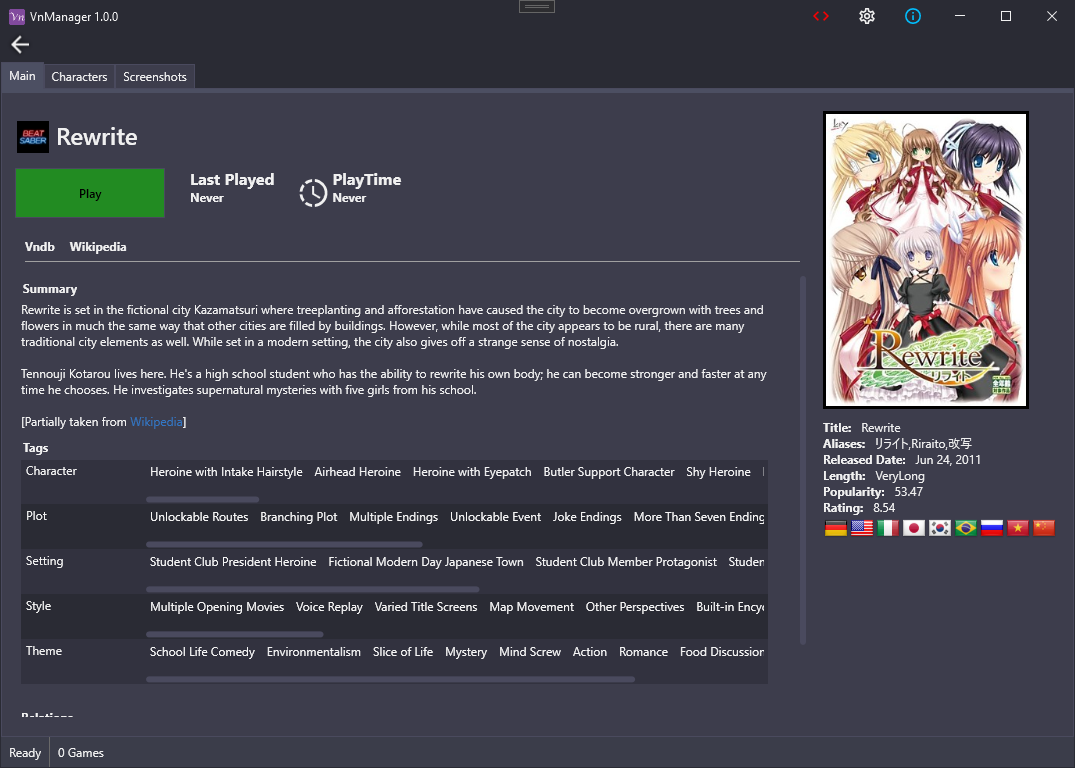 Vn VnManager 1.0.0
Main Characters Screenshots
BEAT
SABER
Rewrite
Play
Last Played
Never
PlayTime
Never
Vndb Wikipedia
Summary
Rewrite is set in the fictional city Kazamatsuri where treeplanting and afforestation have caused the city to become overgrown with trees and
flowers in much the same way that other cities are filled by buildings. However, while most of the city appears to be rural, there are many
traditional city elements as well. While set in a modern setting, the city also gives off a strange sense of nostalgia.
Tennouji Kotarou lives here. He's a high school student who has the ability to rewrite his own body; he can become stronger and faster at any
time he chooses. He investigates supernatural mysteries with five girls from his school.
[Partially taken from Wikipedia]
Tags
Character Heroine with Intake Hairstyle Airhead Heroine Heroine with Eyepatch Butler Support Character Shy Heroine
Plot Unlockable Routes Branching Plot Multiple Endings Unlockable Event Joke Endings More Than Seven Ending
Setting Student Club President Heroine Fictional Modern Day Japanese Town Student Club Member Protagonist Studen
Style Multiple Opening Movies Voice Replay Varied Title Screens Map Movement Other Perspectives Built-in Ency
Theme School Life Comedy Environmentalism Slice of Life Mystery Mind Screw Action Romance Food Discussion
Relations
key
Rewrite
リライト
全年齢
Title: Rewrite
Aliases: リライト,Riraito,改写
Released Date: Jun 24, 2011
Length: VeryLong
Popularity: 53.47
Rating: 8.54
Ready 0 Games